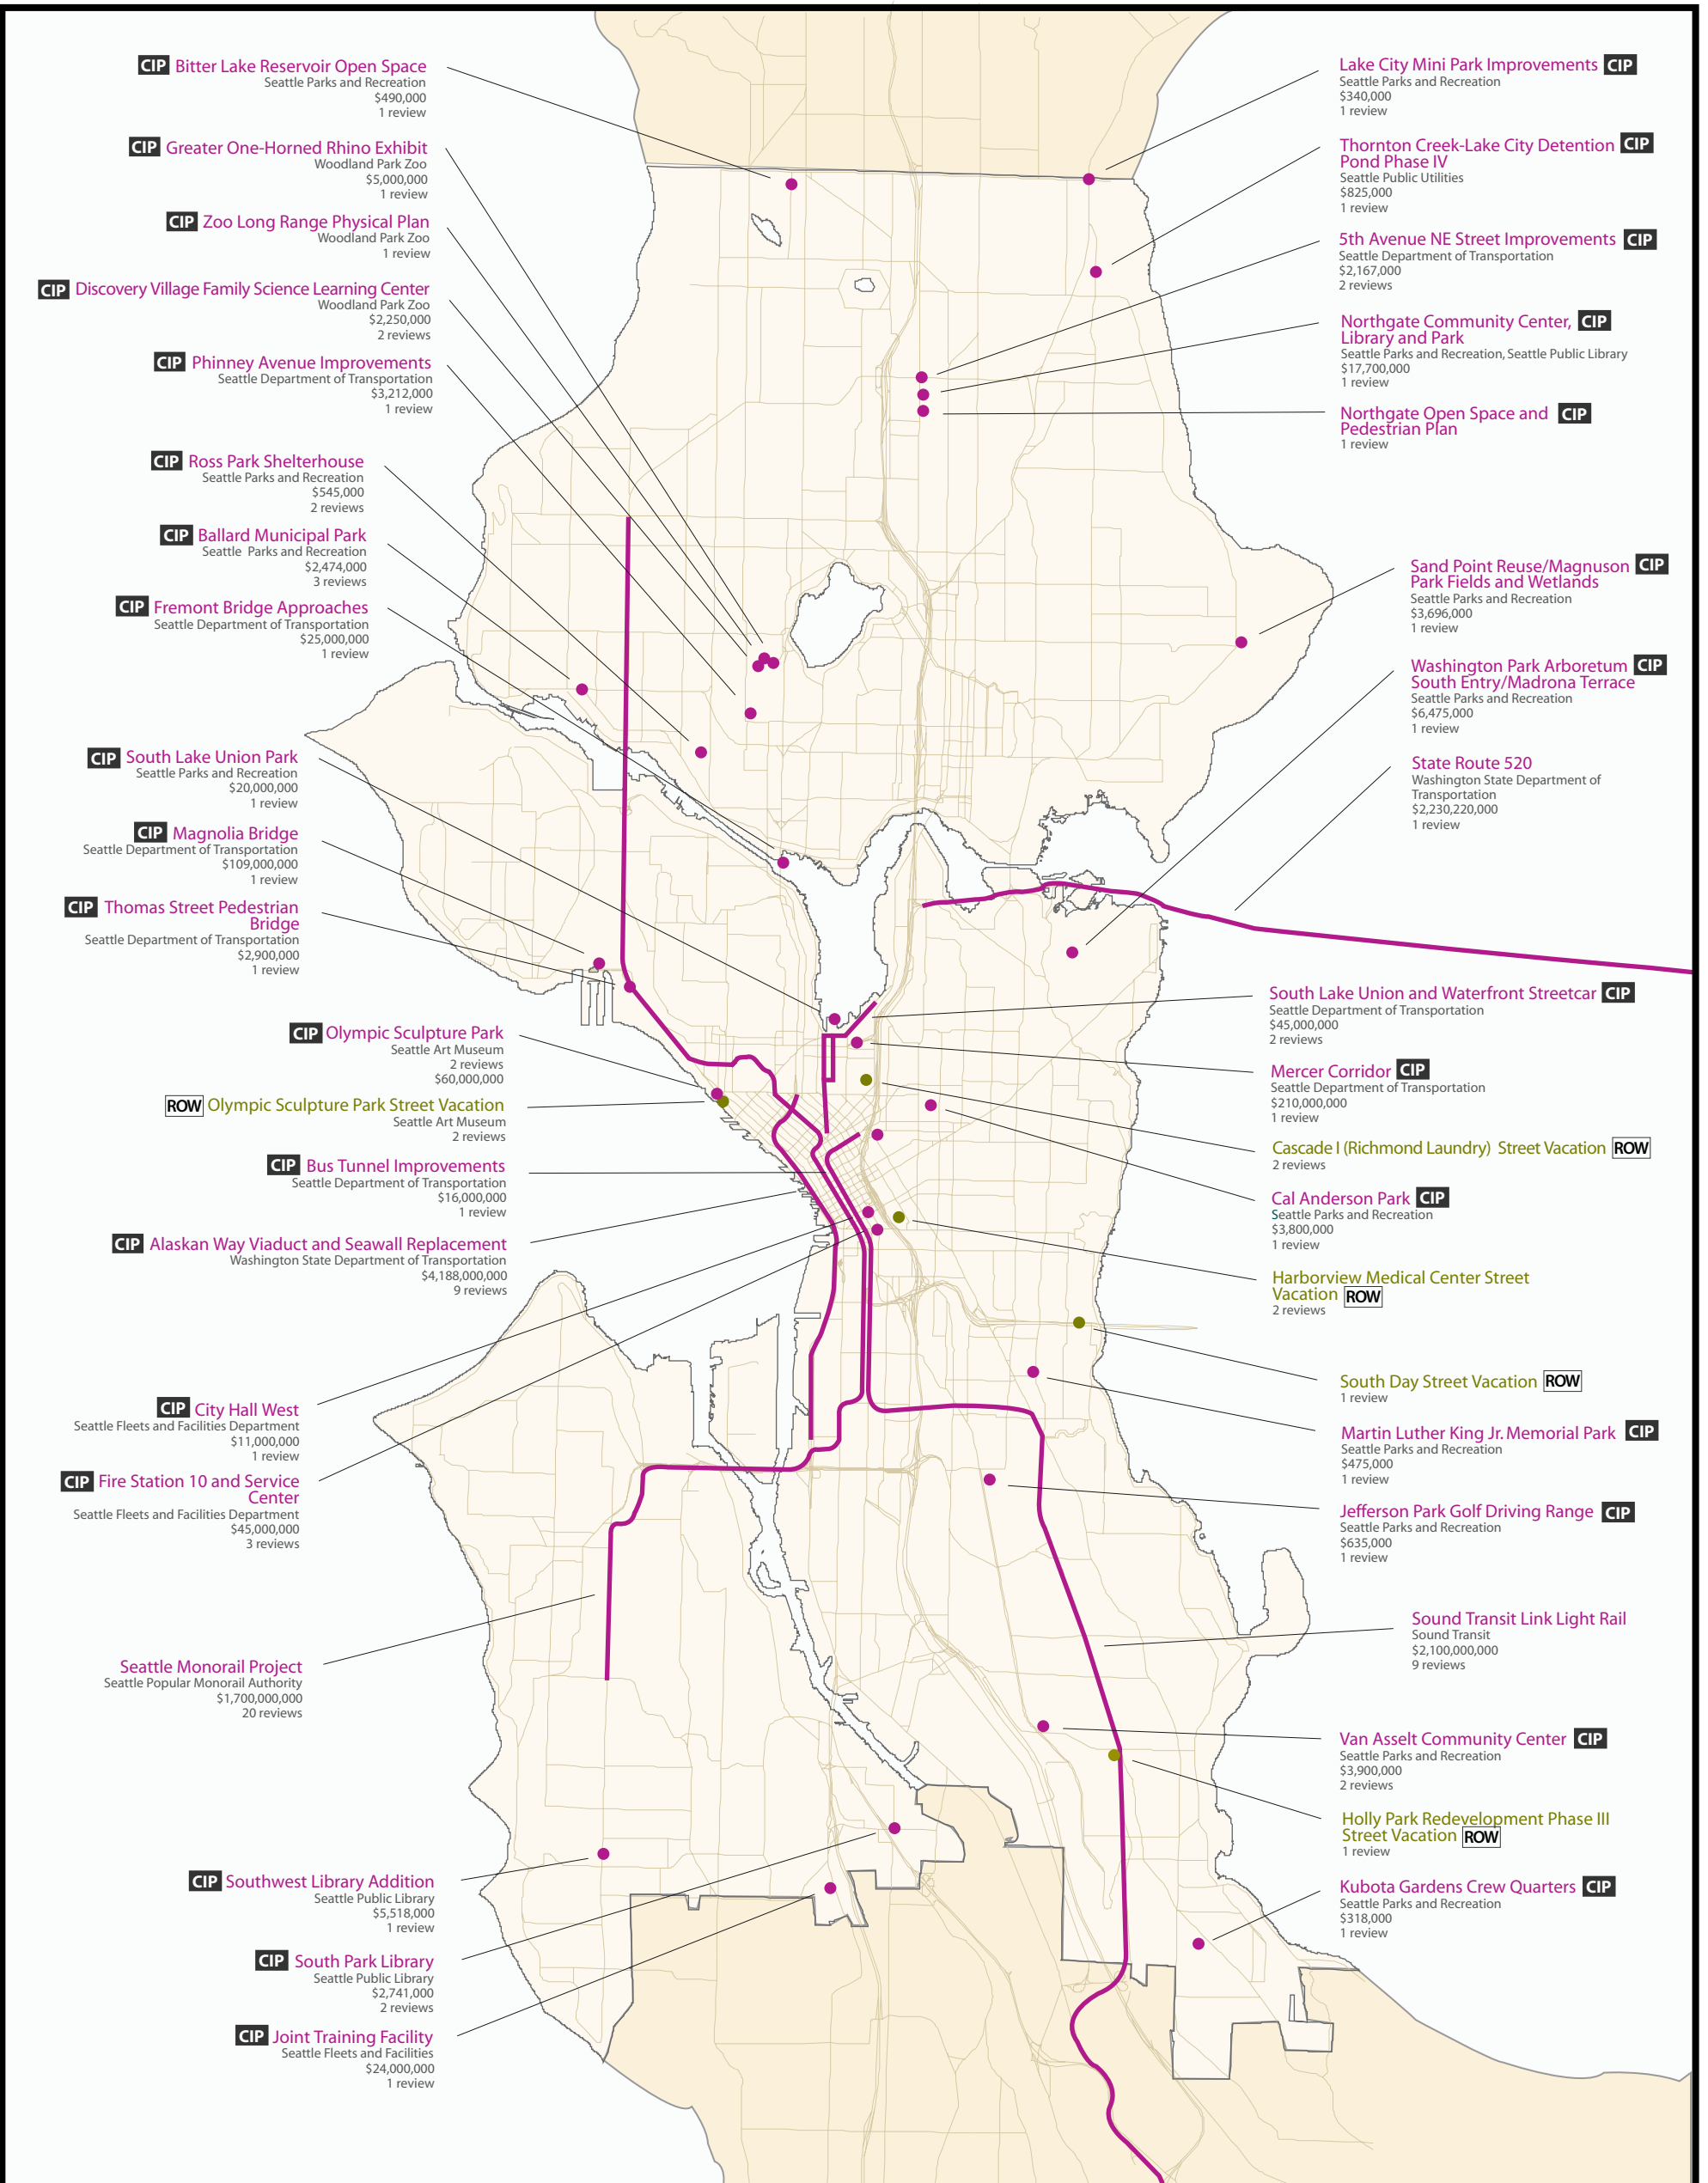 CIP Bitter Lake Reservoir Open Space
Seattle Parks and Recreation
$490,000
1 review
CIP Greater One-Horned Rhino Exhibit
Woodland Park Zoo
$5,000,000
1 review
CIP Zoo Long Range Physical Plan
Woodland Park Zoo
1 review
CIP Discovery Village Family Science Learning Center
Woodland Park Zoo
$2,250,000
2 reviews
CIP Phinney Avenue Improvements
Seattle Department of Transportation
$3,212,000
1 review
CIP Ross Park Shelterhouse
Seattle Parks and Recreation
$545,000
2 reviews
CIP Ballard Municipal Park
Seattle Parks and Recreation
$2,474,000
3 reviews
CIP Fremont Bridge Approaches
Seattle Department of Transportation
$25,000,000
1 review
CIP South Lake Union Park
Seattle Parks and Recreation
$20,000,000
1 review
CIP Magnolia Bridge
Seattle Department of Transportation
$109,000,000
1 review
CIP Thomas Street Pedestrian
Bridge
Seattle Department of Transportation
$2,900,000
1 review
CIP Olympic Sculpture Park
Seattle Art Museum
2 reviews
$60,000,000
ROW Olympic Sculpture Park Street Vacation
Seattle Art Museum
2 reviews
CIP Bus Tunnel Improvements
Seattle Department of Transportation
$16,000,000
1 review
CIP Alaskan Way Viaduct and Seawall Replacement
Washington State Department of Transportation
$4,188,000,000
9 reviews
CIP City Hall West
Seattle Fleets and Facilities Department
$11,000,000
1 review
CIP Fire Station 10 and Service
Center
Seattle Fleets and Facilities Department
$45,000,000
3 reviews
Seattle Monorail Project
Seattle Popular Monorail Authority
$1,700,000,000
20 reviews
CIP Southwest Library Addition
Seattle Public Library
$5,518,000
1 review
CIP South Park Library
Seattle Public Library
$2,741,000
2 reviews
CIP Joint Training Facility
Seattle Fleets and Facilities
$24,000,000
1 review
Lake City Mini Park Improvements CIP
Seattle Parks and Recreation
$340,000
1 review
Thornton Creek-Lake City Detention CIP
Pond Phase IV
Seattle Public Utilities
$825,000
1 review
5th Avenue NE Street Improvements CIP
Seattle Department of Transportation
$2,167,000
2 reviews
Northgate Community Center, CIP
Library and Park
Seattle Parks and Recreation, Seattle Public Library
$17,700,000
1 review
Northgate Open Space and CIP
Pedestrian Plan
1 review
Sand Point Reuse/Magnuson CIP
Park Fields and Wetlands
Seattle Parks and Recreation
$3,696,000
1 review
Washington Park Arboretum CIP
South Entry/Madrona Terrace
Seattle Parks and Recreation
$6,475,000
1 review
State Route 520
Washington State Department of
Transportation
$2,230,220,000
1 review
South Lake Union and Waterfront Streetcar CIP
Seattle Department of Transportation
$45,000,000
2 reviews
Mercer Corridor CIP
Seattle Department of Transportation
$210,000,000
1 review
Cascade I (Richmond Laundry) Street Vacation ROW
2 reviews
Cal Anderson Park CIP
Seattle Parks and Recreation
$3,800,000
1 review
Harborview Medical Center Street
Vacation ROW
2 reviews
South Day Street Vacation ROW
1 review
Martin Luther King Jr. Memorial Park CIP
Seattle Parks and Recreation
$475,000
1 review
Jefferson Park Golf Driving Range CIP
Seattle Parks and Recreation
$635,000
1 review
Sound Transit Link Light Rail
Sound Transit
$2,100,000,000
9 reviews
Van Asselt Community Center CIP
Seattle Parks and Recreation
$3,900,000
2 reviews
Holly Park Redevelopment Phase III
Street Vacation ROW
1 review
Kubota Gardens Crew Quarters CIP
Seattle Parks and Recreation
$318,000
1 review